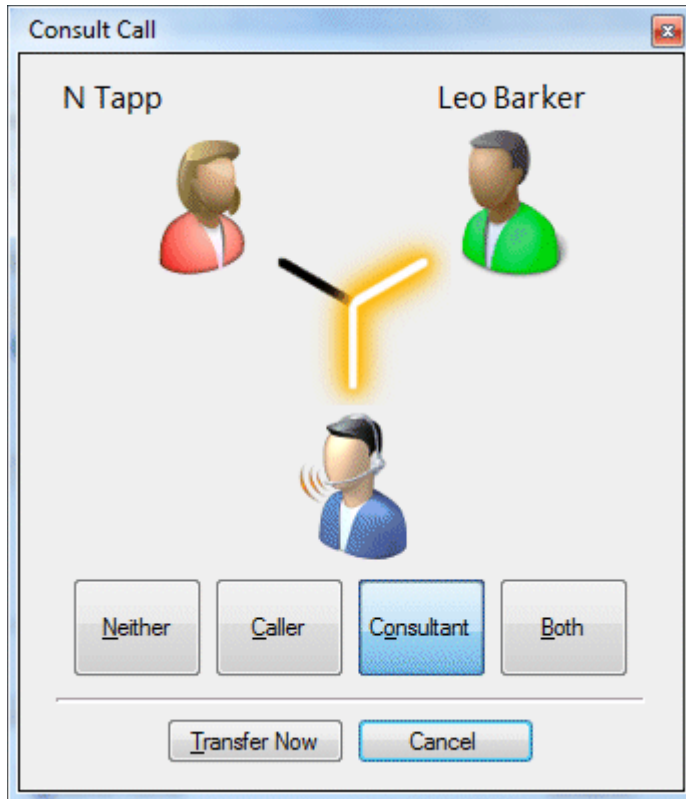 Consult Call
N Tapp Leo Barker
Neither Caller Consultant Both
Transfer Now Cancel